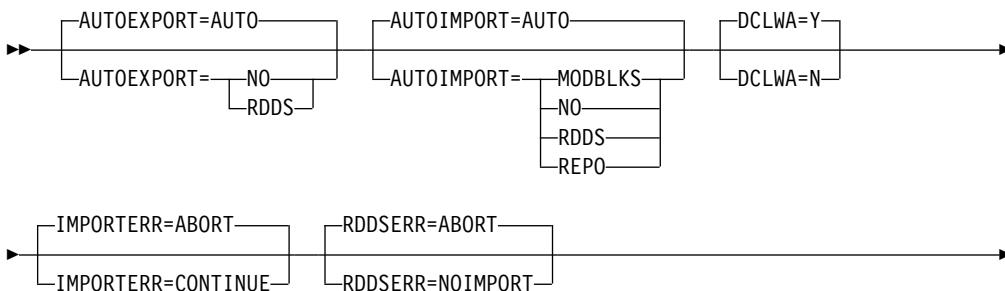 AUTOEXPORT=AUTO
AUTOIMPORT=AUTO
DCLWA=Y
AUTOEXPORT=
NO
RDDS
AUTOIMPORT=
MODBLKS
NO
RDDS
REPO
DCLWA=N
IMPORTERR=ABORT
RDDSERR=ABORT
IMPORTERR=CONTINUE
RDDSERR=NOIMPORT